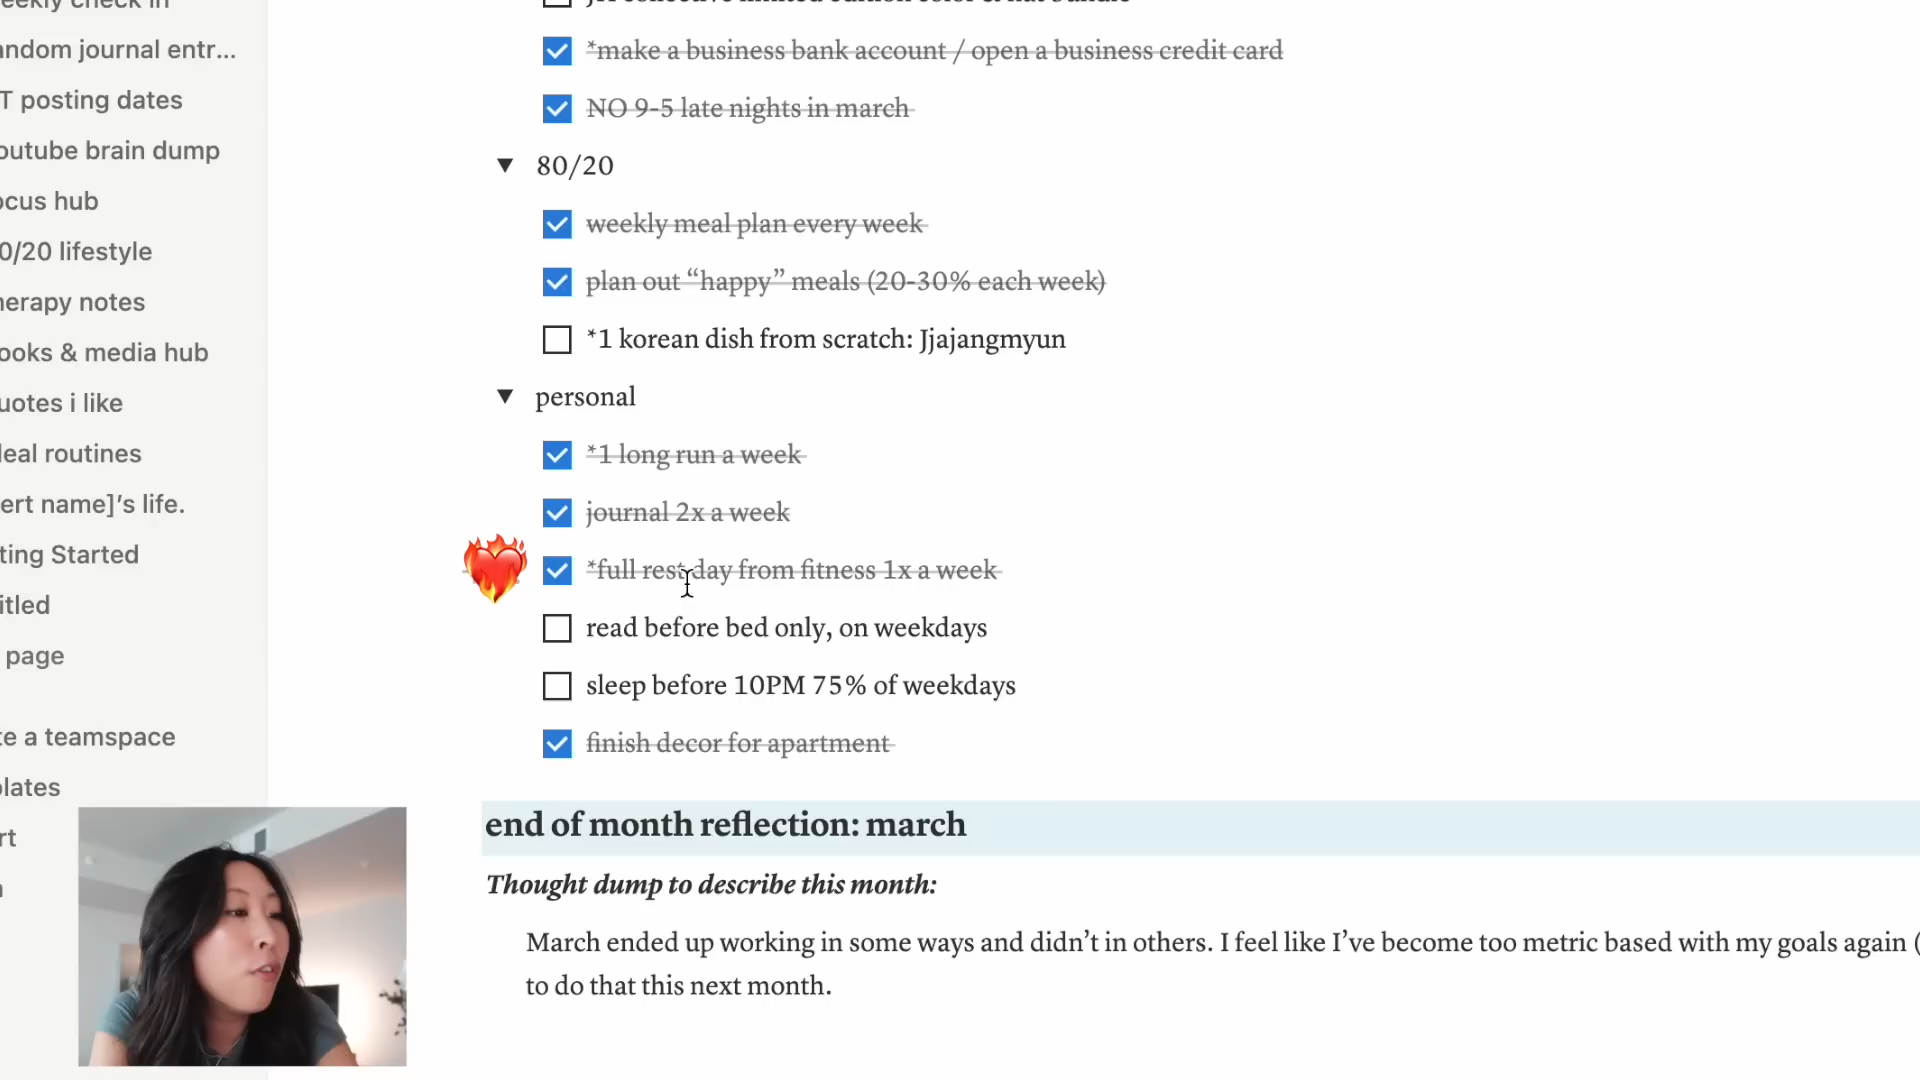 andom journal entr...
T posting dates
outube brain dump
ocus hub
0/20 lifestyle
herapy notes
ooks & media hub
uotes i like
deal routines
ert name]’s life.
ting Started
itled
page
te a teamspace
plates
rt
*make a business bank account / open a business credit card
NO 9-5 late nights in march
80/20
weekly meal plan every week
plan out “happy” meals (20-30% each week)
*1 korean dish from scratch: Jjajangmyun
personal
*1 long run a week
journal 2x a week
*full rest day from fitness 1x a week
read before bed only, on weekdays
sleep before 10PM 75% of weekdays
finish decor for apartment
end of month reflection: march
Thought dump to describe this month:
March ended up working in some ways and didn’t in others. I feel like I’ve become too metric based with my goals again (
to do that this next month.